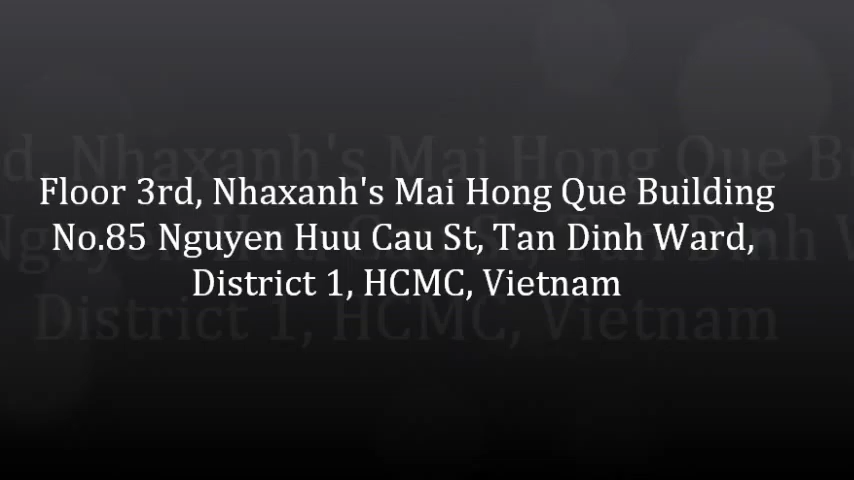 Floor 3rd, Nhaxanh's Mai Hong Que Building
No.85 Nguyen Huu Cau St, Tan Dinh Ward,
District 1, HCMC, Vietnam